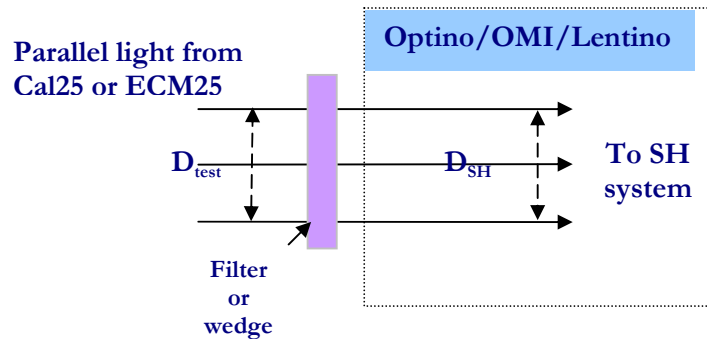 Optino/OMI/Lentino
Parallel light from
Cal25 or ECM25
D_test
D_SH
To SH
system
Filter
or
wedge